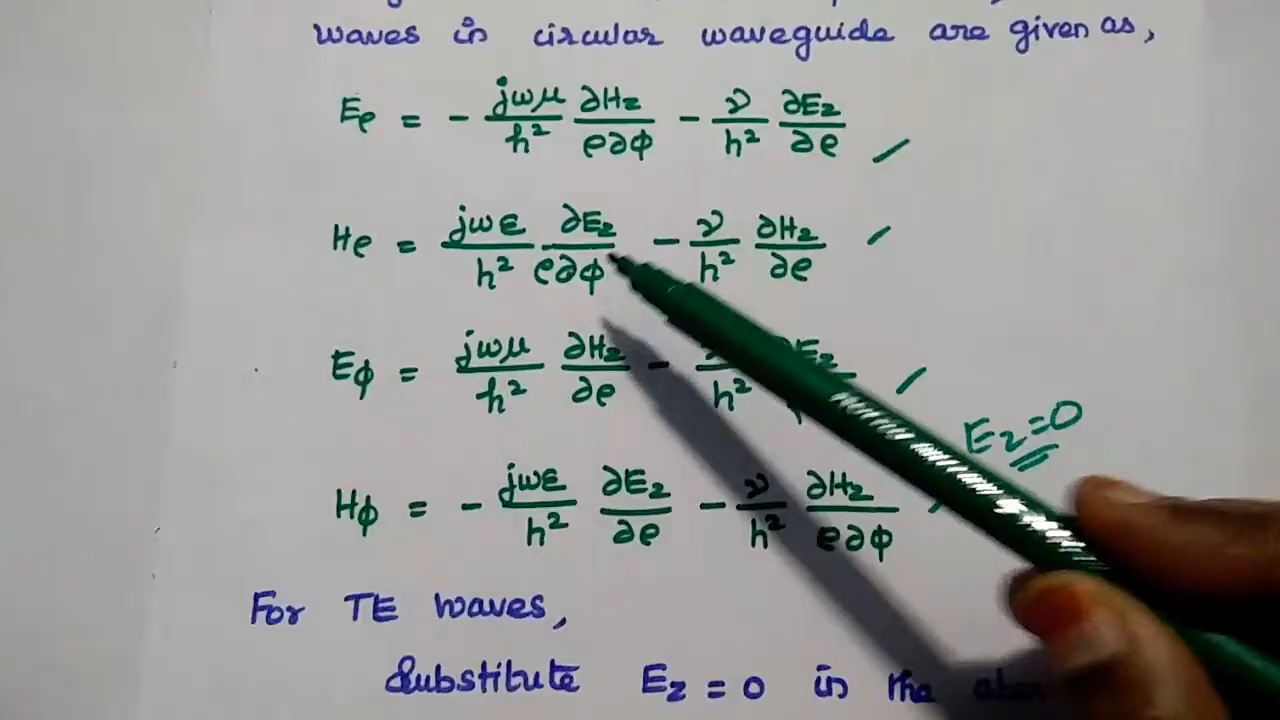 waves in circular waveguide are given as,
Eρ = - jωμ/h² ∂Hz/ρ∂ϕ - γ/h² ∂Ez/∂ρ
Hρ = jωε/h² ∂Ez/ρ∂ϕ - γ/h² ∂Hz/∂ρ
Eϕ = jωμ/h² ∂Hz/∂ρ - /h² ∂Ez/
Ez=0
Hϕ = - jωε/h² ∂Ez/∂ρ - γ/h² ∂Hz/ρ∂ϕ
For TE waves,
Substitute Ez = 0 in the